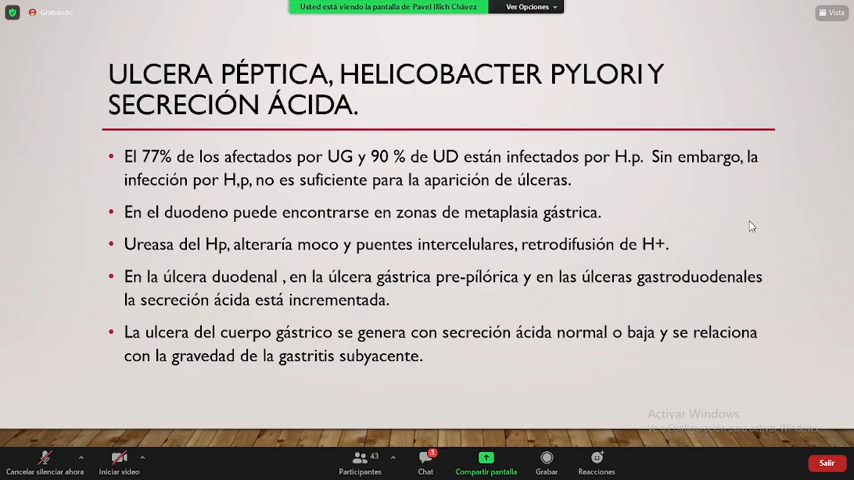 Grabando
Usted está viendo la pantalla de Pavel Illich Chávez
Ver Opciones
Vista
ULCERA PÉPTICA, HELICOBACTER PYLORI Y
SECRECIÓN ÁCIDA.
• El 77% de los afectados por UG y 90 % de UD están infectados por H.p. Sin embargo, la
infección por H,p, no es suficiente para la aparición de úlceras.
• En el duodeno puede encontrarse en zonas de metaplasia gástrica.
• Ureasa del Hp, alteraría moco y puentes intercelulares, retrodifusión de H+.
• En la úlcera duodenal , en la úlcera gástrica pre-pilórica y en las úlceras gastroduodenales
la secreción ácida está incrementada.
• La ulcera del cuerpo gástrico se genera con secreción ácida normal o baja y se relaciona
con la gravedad de la gastritis subyacente.
Activar Windows
Ve a Configuración para activar Windows.
43
3
Cancelar silenciar ahora
Iniciar video
Participantes
Chat
Compartir pantalla
Grabar
Reacciones
Salir